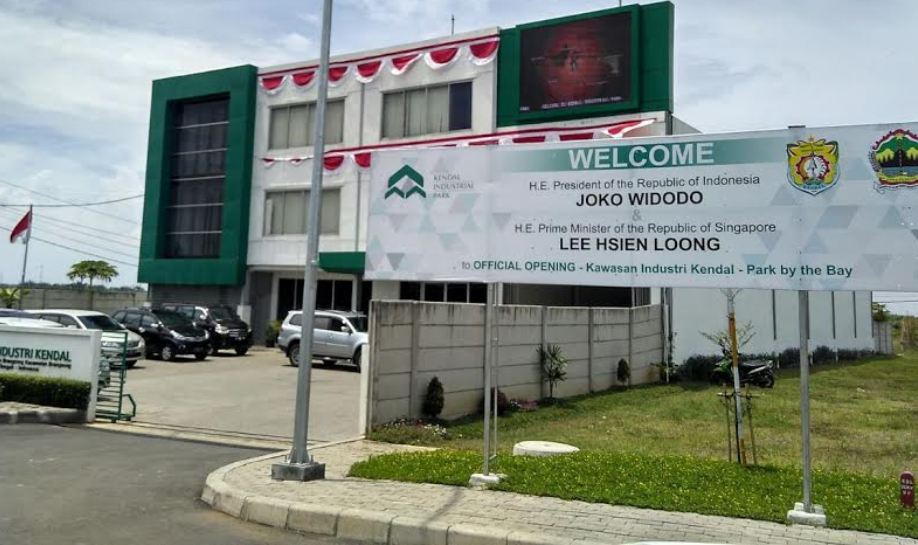 KENDAL
INDUSTRIAL
PARK
WELCOME
H.E. President of the Republic of Indonesia
JOKO WIDODO
&
H.E. Prime Minister of the Republic of Singapore
LEE HSIEN LOONG
to OFFICIAL OPENING - Kawasan Industri Kendal - Park by the Bay
INDUSTRI KENDAL